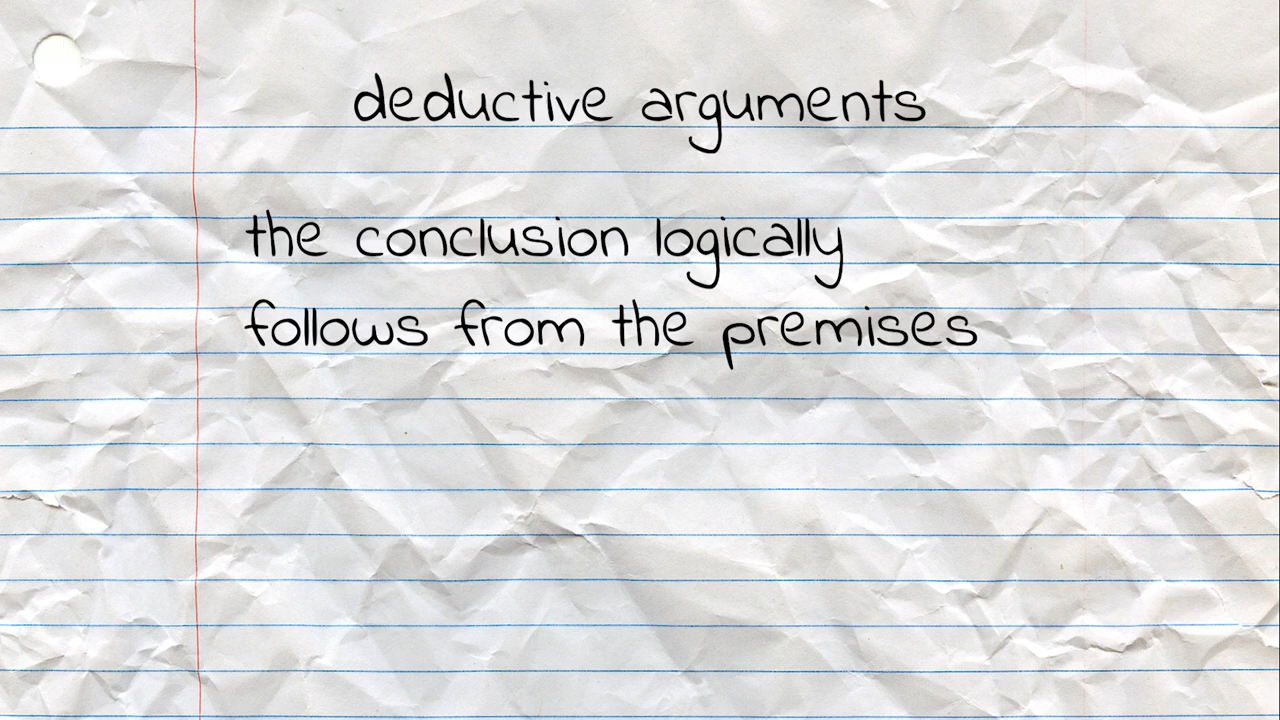 deductive arguments
the conclusion logically
follows from the premises